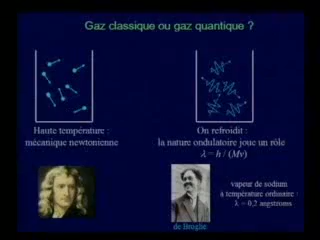 Gaz classique ou gaz quantique ?
Haute température :
mécanique newtonienne
On refroidit :
la nature ondulatoire joue un rôle
λ = h / (Mv)
vapeur de sodium
à température ordinaire :
λ = 0,2 angstroms
de Broglie